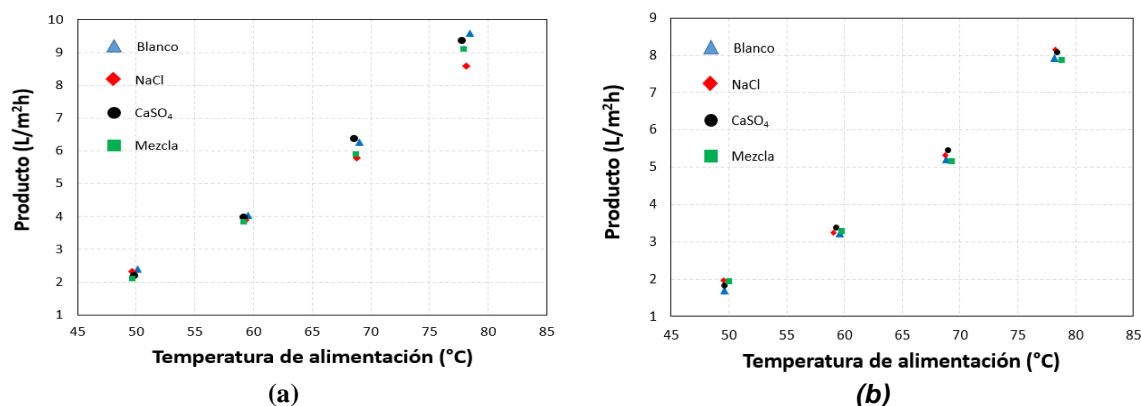 10
9
8
7
6
5
4
3
2
1
Producto (L/m²h)
Blanco
NaCl
CaSO₄
Mezcla
45 50 55 60 65 70 75 80 85
Temperatura de alimentación (°C)
(a)
9
8
7
6
5
4
3
2
1
Producto (L/m²h)
Blanco
NaCl
CaSO₄
Mezcla
45 50 55 60 65 70 75 80 85
Temperatura de alimentación (°C)
(b)